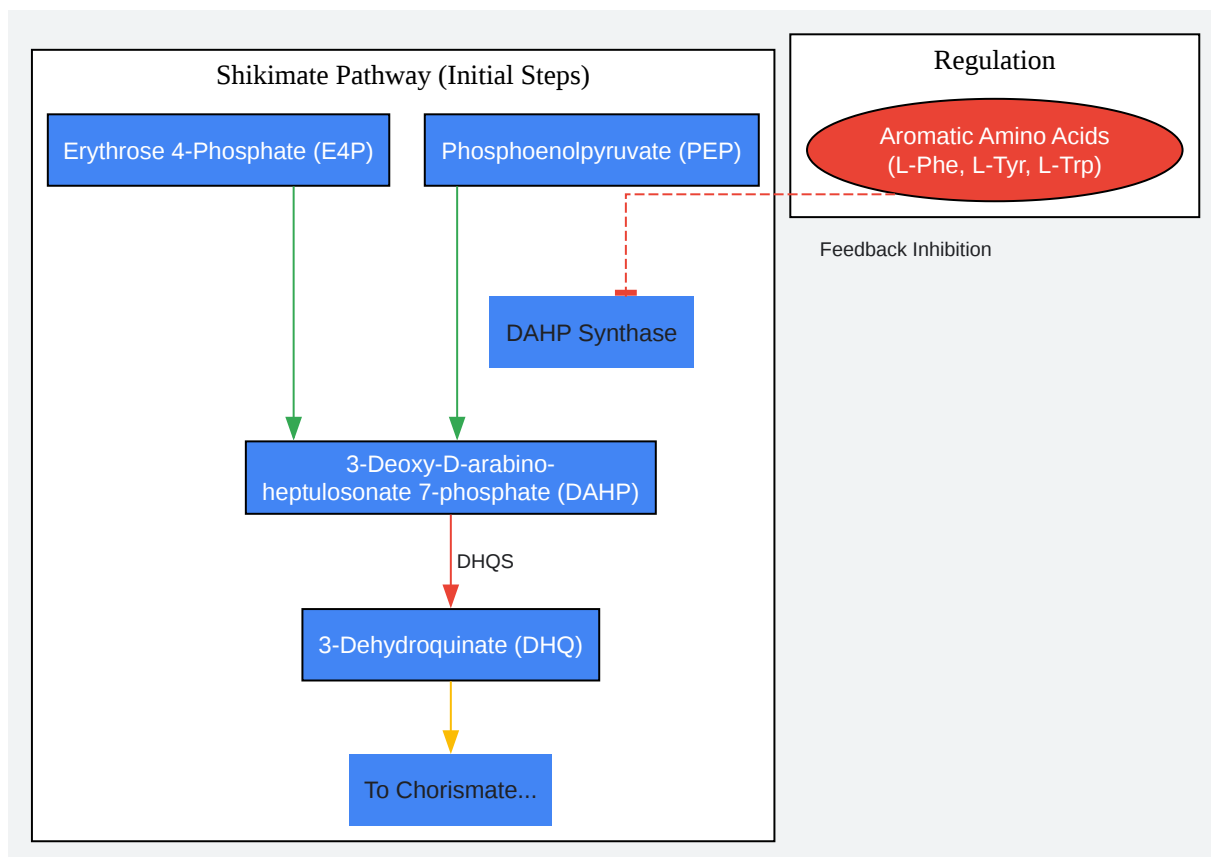 Shikimate Pathway (Initial Steps)
Erythrose 4-Phosphate (E4P)
Phosphoenolpyruvate (PEP)
Regulation
Aromatic Amino Acids
(L-Phe, L-Tyr, L-Trp)
Feedback Inhibition
DAHP Synthase
3-Deoxy-D-arabino-
heptulosonate 7-phosphate (DAHP)
DHQS
3-Dehydroquinate (DHQ)
To Chorismate...